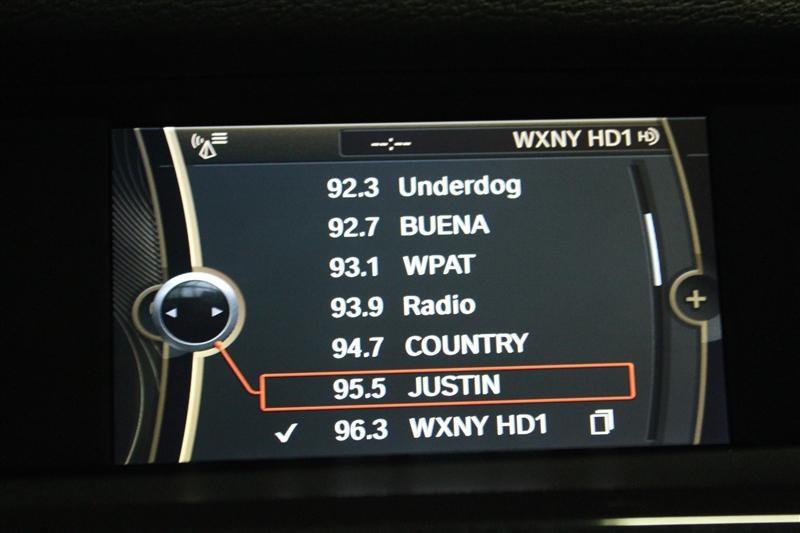 --:-- WXNY HD1 HD
92.3 Underdog
92.7 BUENA
93.1 WPAT
93.9 Radio
94.7 COUNTRY
95.5 JUSTIN
96.3 WXNY HD1